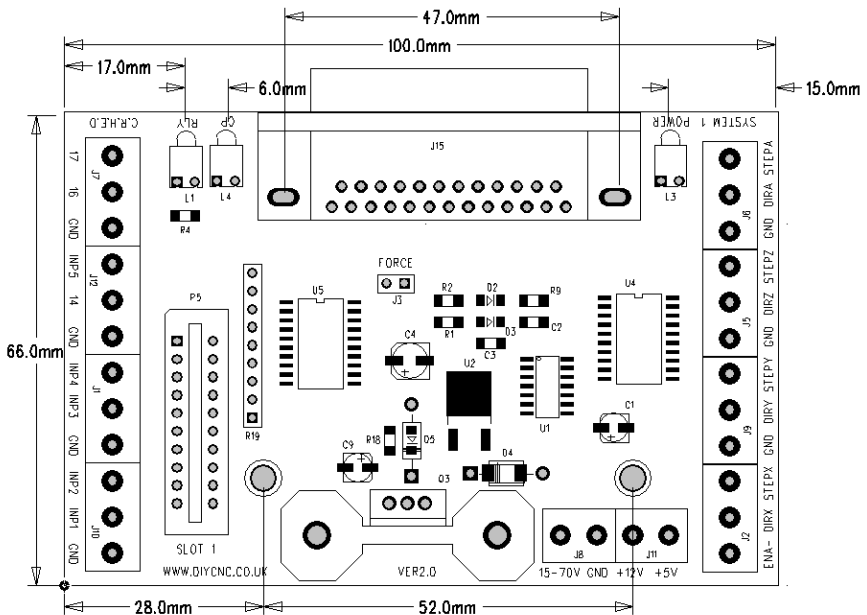 47.0mm
100.0mm
17.0mm
6.0mm
15.0mm
C.R.H.E.D
RLY
CP
POWER
SYSTEM 1
J15
17
16
GND
J7
L1
L4
R4
L3
STEPA
DIRA
GND
J6
INP5
14
GND
J12
P5
U5
FORCE
J3
R2
D2
R9
R1
D3
C2
C3
U4
STEPZ
DIRZ
GND
J5
66.0mm
C4
U2
INP4
INP3
GND
J1
R19
R18
D5
C9
U1
C1
STEPY
DIRY
GND
J9
INP2
INP1
GND
J10
Q3
D4
STEPX
DIRX
ENA-
J2
SLOT 1
WWW.DIYCNC.CO.UK
VER2.0
J8
J11
15-70V GND +12V +5V
28.0mm
52.0mm